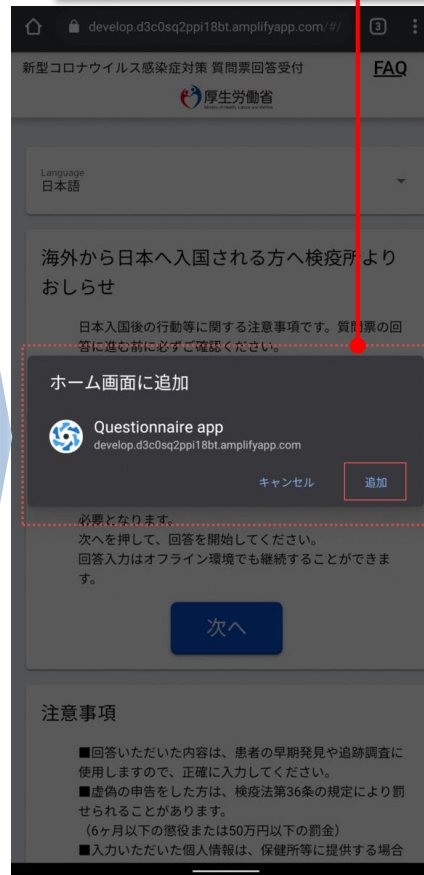 develop.d3c0sq2ppi18bt.amplifyapp.com/#/
3
新型コロナウイルス感染症対策 質問票回答受付
FAQ
厚生労働省
Ministry of Health, Labour and Welfare
Language
日本語
海外から日本へ入国される方へ検疫所より
おしらせ
日本入国後の行動等に関する注意事項です。質問票の回
答に進む前に必ずご確認ください。
ホーム画面に追加
Questionnaire app
develop.d3c0sq2ppi18bt.amplifyapp.com
キャンセル
追加
必要となります。
次へを押して、回答を開始してください。
回答入力はオフライン環境でも継続することができま
す。
次へ
注意事項
■回答いただいた内容は、患者の早期発見や追跡調査に
使用しますので、正確に入力してください。
■虚偽の申告をした方は、検疫法第36条の規定により罰
せられることがあります。
（6ヶ月以下の懲役または50万円以下の罰金）
■入力いただいた個人情報は、保健所等に提供する場合